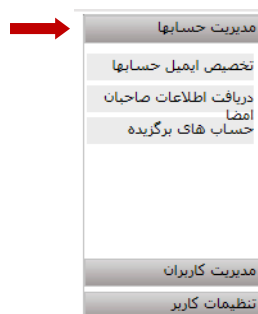 مدیریت حسابها
تخصیص ایمیل حسابها
دریافت اطلاعات صاحبان
امضا
حساب های برگزیده
مدیریت کاربران
تنظیمات کاربر